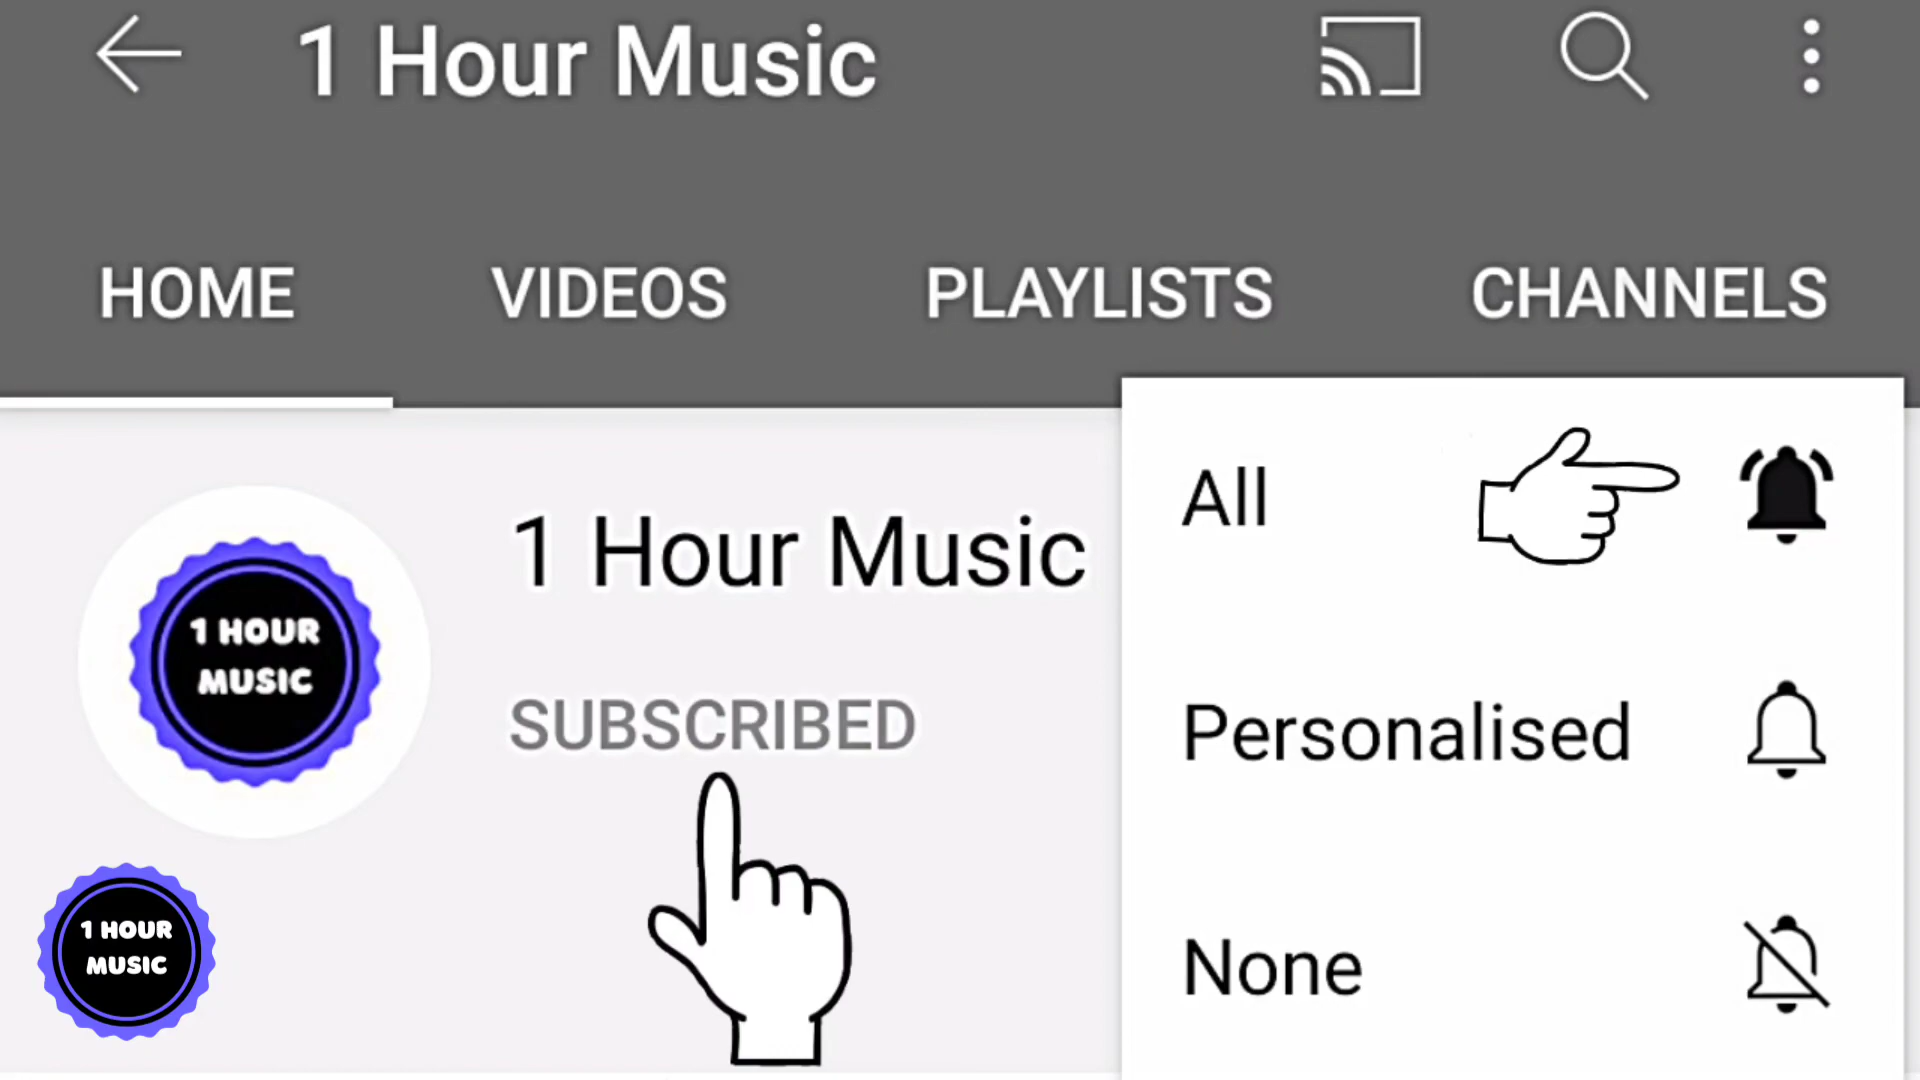 1 Hour Music
HOME VIDEOS PLAYLISTS CHANNELS
1 HOUR
MUSIC
1 Hour Music
SUBSCRIBED
All
Personalised
None
1 HOUR
MUSIC